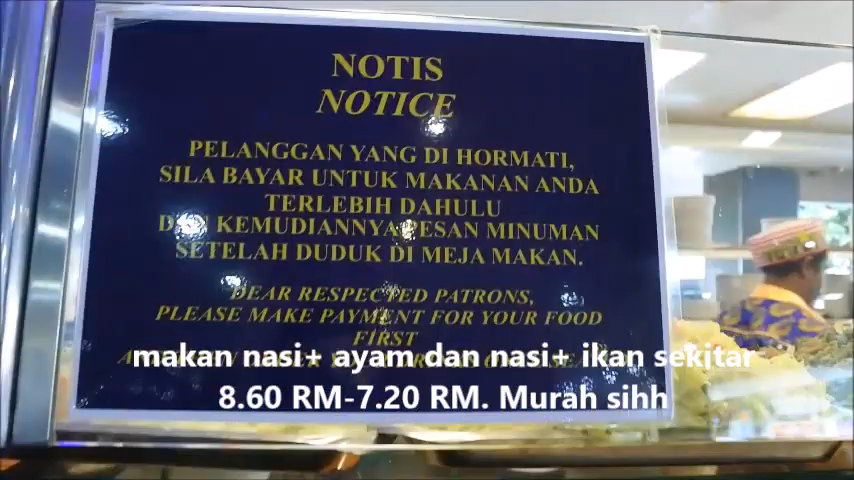 NOTIS
NOTICE
PELANGGAN YANG DI HORMATI,
SILA BAYAR UNTUK MAKANAN ANDA
TERLEBIH DAHULU
KEMUDIANNYA PESAN MINUMAN
SETELAH DUDUK DI MEJA MAKAN.
DEAR RESPECTED PATRONS,
PLEASE MAKE PAYMENT FOR YOUR FOOD
FIRST
makan nasi+ ayam dan nasi+ ikan sekitar
8.60 RM-7.20 RM. Murah sihh